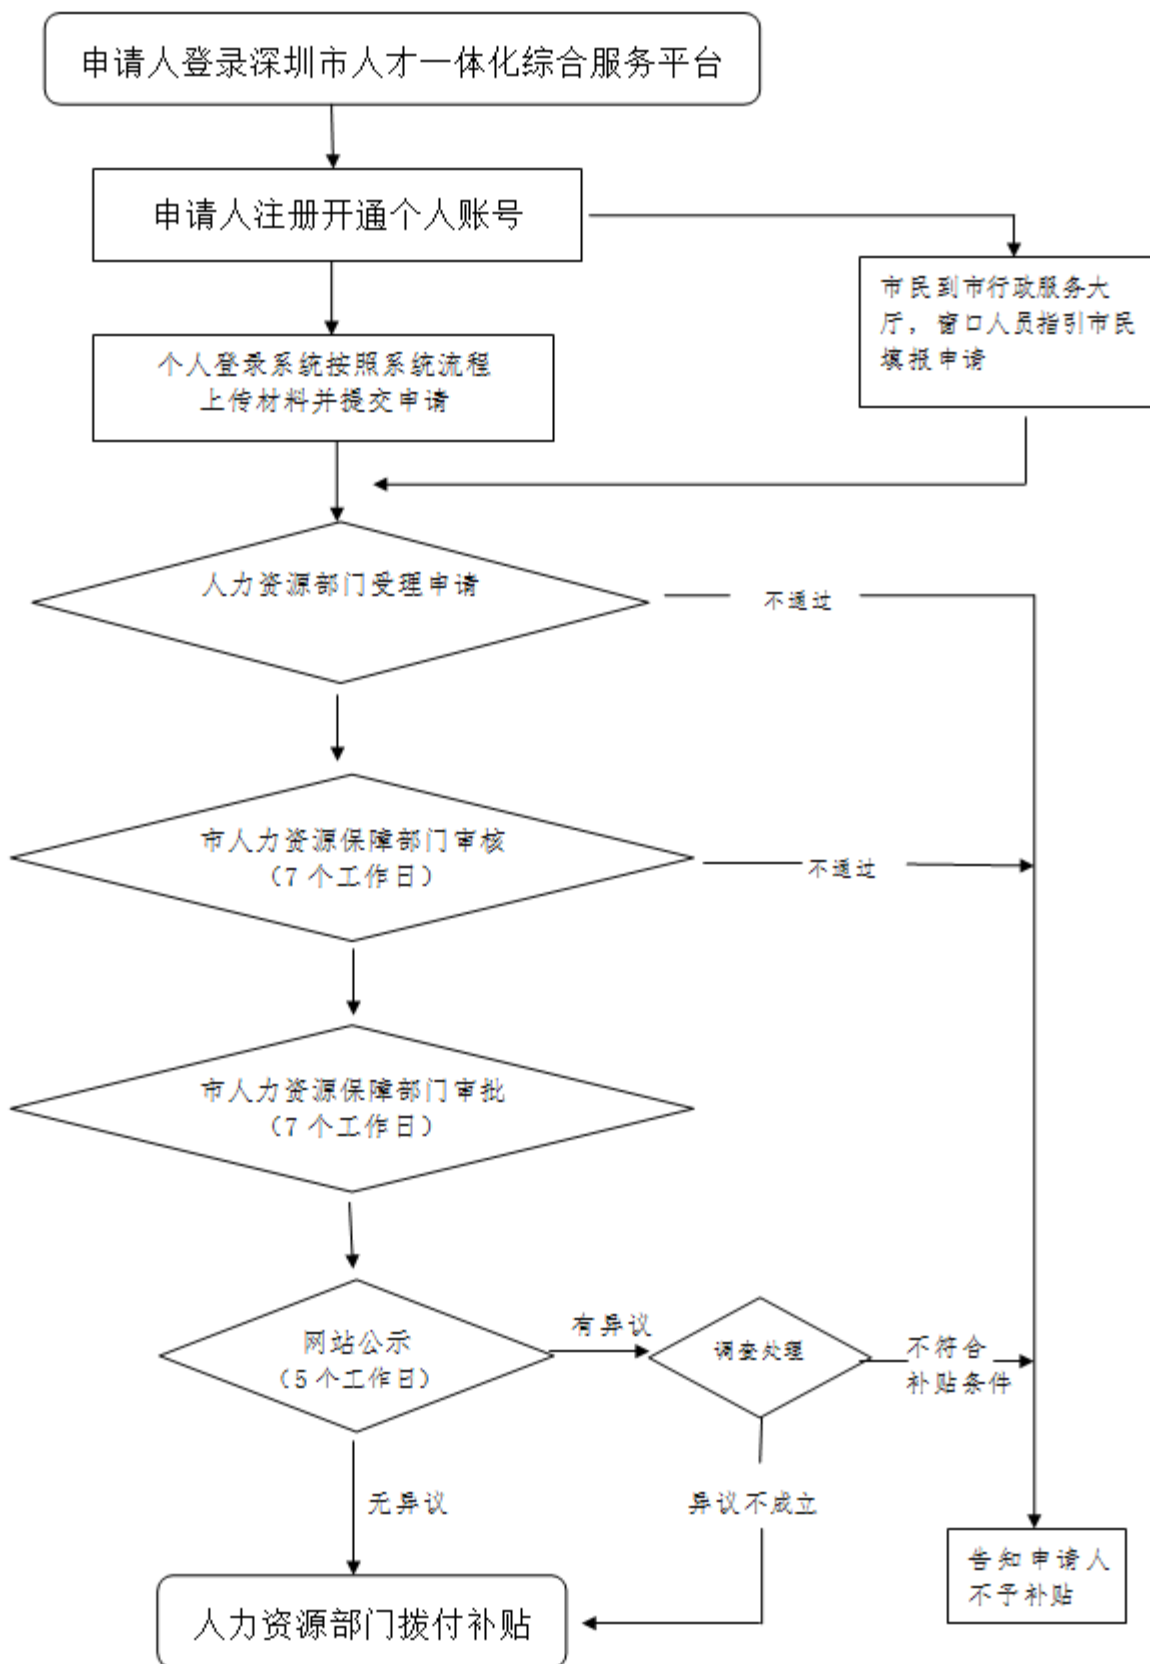 申请人登录深圳市人才一体化综合服务平台
申请人注册开通个人账号
市民到市行政服务大
厅，窗口人员指引市民
填报申请
个人登录系统按照系统流程
上传材料并提交申请
人力资源部门受理申请
不通过
市人力资源保障部门审核
（7 个工作日）
不通过
市人力资源保障部门审批
（7 个工作日）
网站公示
（5 个工作日）
有异议
调查处理
不符合
补贴条件
无异议
异议不成立
告知申请人
不予补贴
人力资源部门拨付补贴